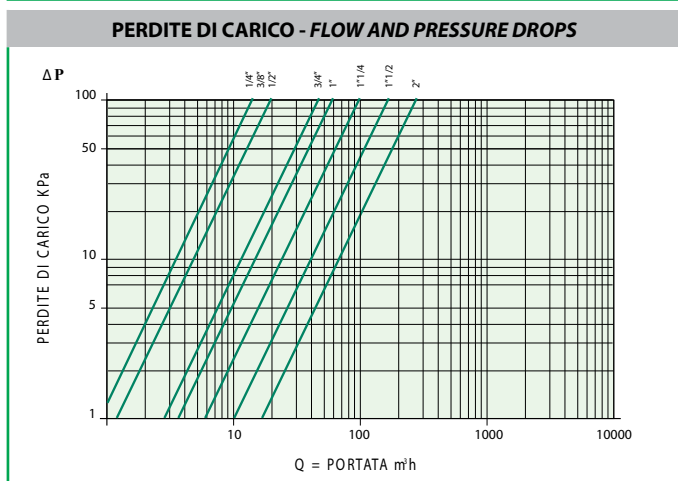 PERDITE DI CARICO - FLOW AND PRESSURE DROPS
Δ P
1/4" 3/8" 1/2" 3/4" 1" 1"1/4 1"1/2 2"
100
50
10
5
1
PERDITE DI CARICO KPa
10 100 1000 10000
Q = PORTATA m³h